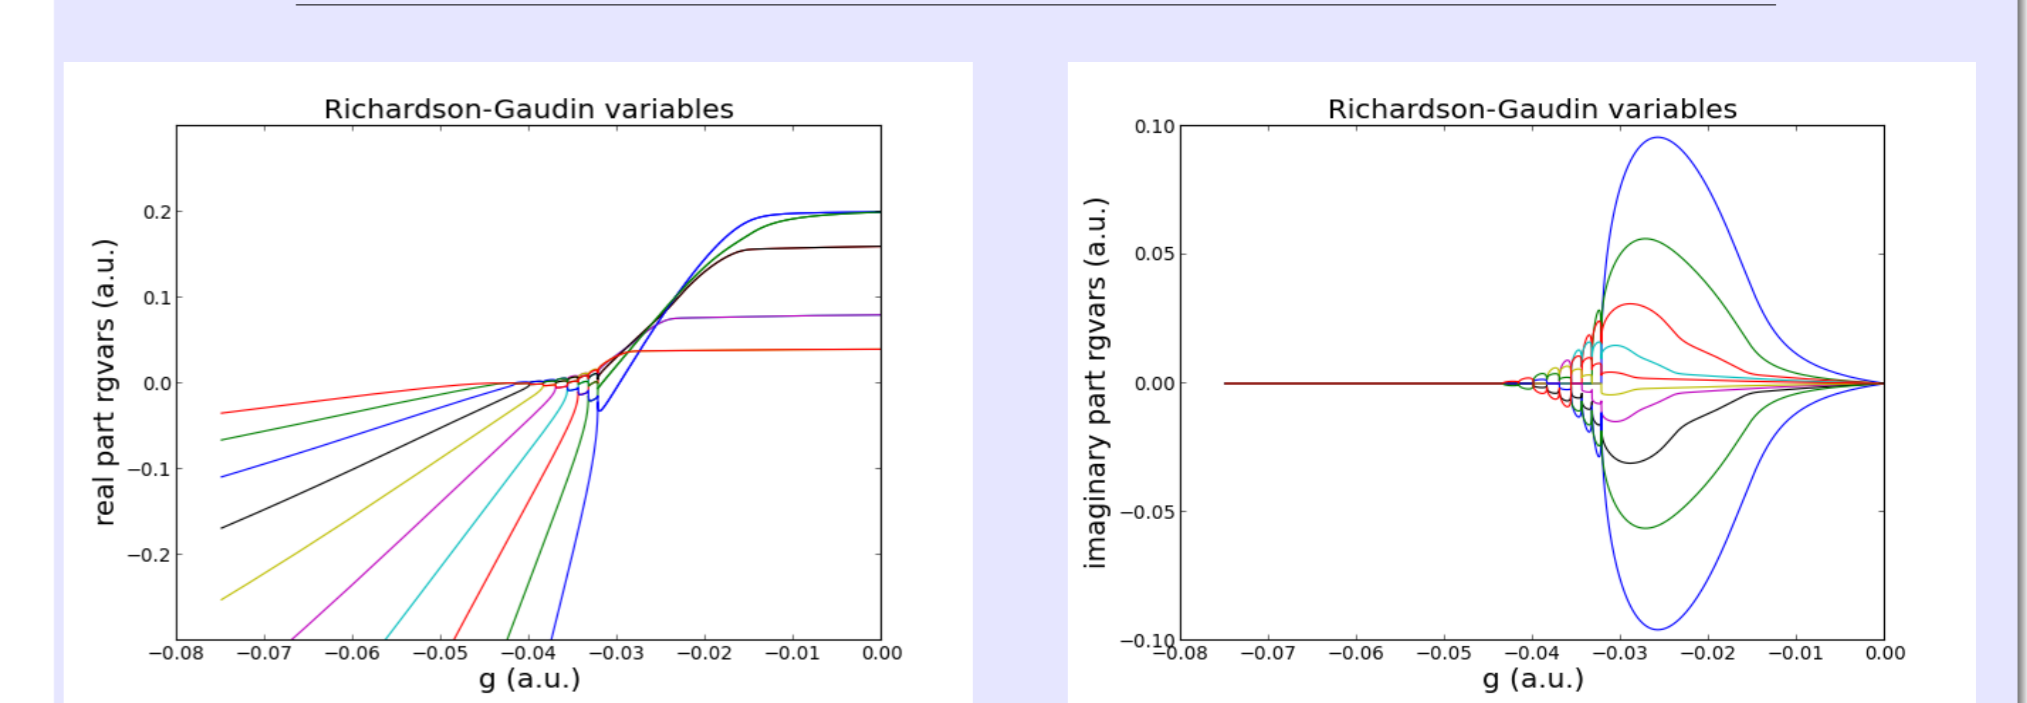 Richardson-Gaudin variables
real part rgvars (a.u.)
0.2
0.1
0.0
−0.1
−0.2
−0.08 −0.07 −0.06 −0.05 −0.04 −0.03 −0.02 −0.01 0.00
g (a.u.)
Richardson-Gaudin variables
imaginary part rgvars (a.u.)
0.10
0.05
0.00
−0.05
−0.10
−0.08 −0.07 −0.06 −0.05 −0.04 −0.03 −0.02 −0.01 0.00
g (a.u.)